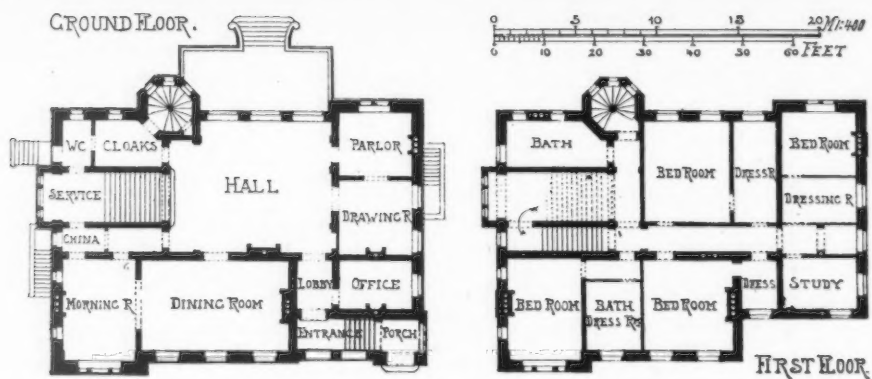 GROUND FLOOR.
WC
CLOAKS
PARLOR
HALL
SERVICE
DRAWING R
CHINA
MORNING R
DINING ROOM
LOBBY
OFFICE
ENTRANCE
PORCH
0 5 10 15 20 M 1:400
0 10 20 30 40 50 60 FEET
BATH
BED ROOM
DRESS R
BED ROOM
DRESSING R
BED ROOM
BATH
DRESS RM
BED ROOM
DRESS
STUDY
FIRST FLOOR.